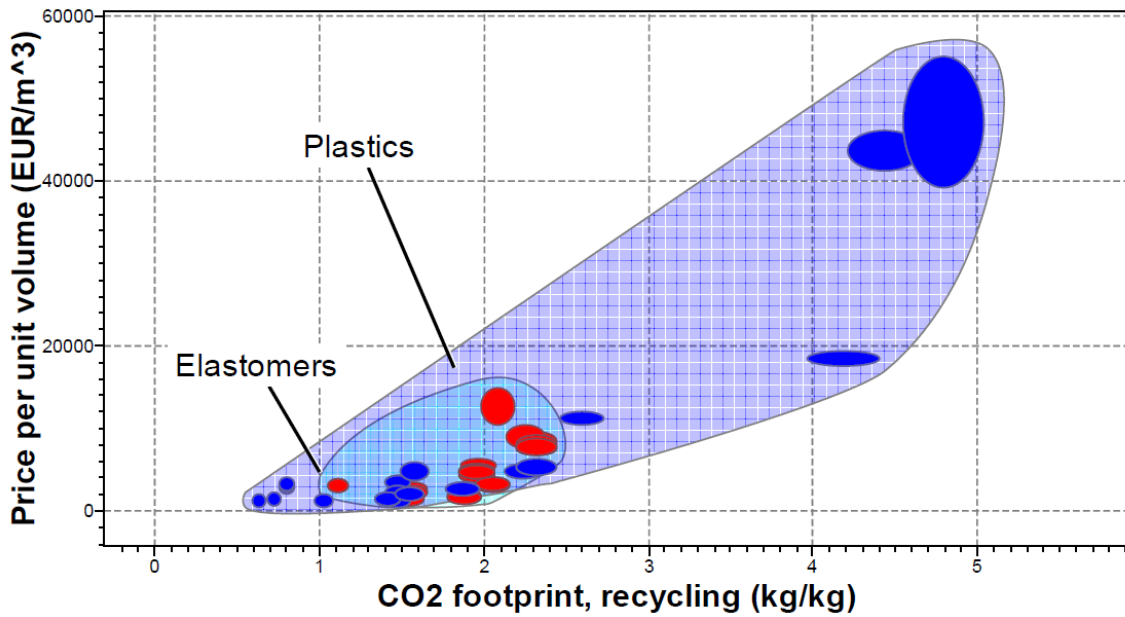 Price per unit volume (EUR/m^3)
60000
40000
20000
0
Plastics
Elastomers
0 1 2 3 4 5
CO2 footprint, recycling (kg/kg)